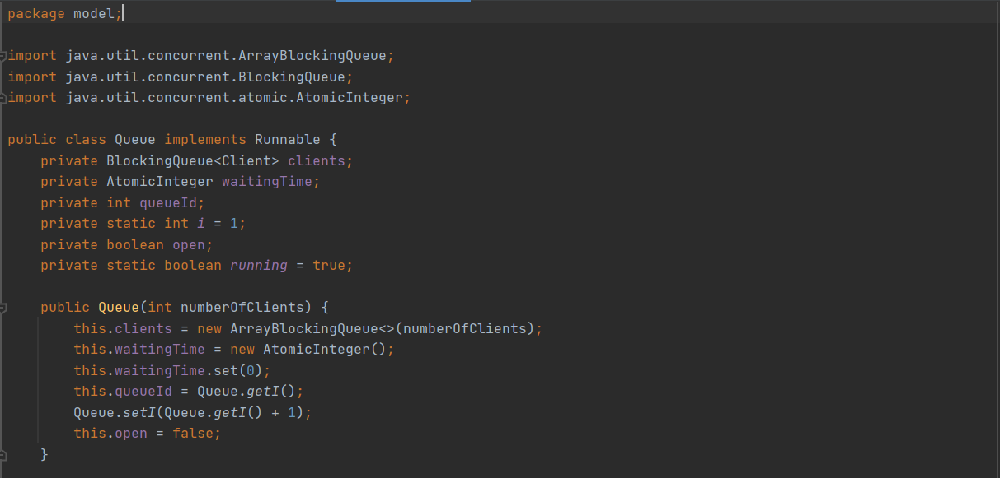 package model;
import java.util.concurrent.ArrayBlockingQueue;
import java.util.concurrent.BlockingQueue;
import java.util.concurrent.atomic.AtomicInteger;
public class Queue implements Runnable {
    private BlockingQueue<Client> clients;
    private AtomicInteger waitingTime;
    private int queueId;
    private static int i = 1;
    private boolean open;
    private static boolean running = true;
    public Queue(int numberOfClients) {
        this.clients = new ArrayBlockingQueue<>(numberOfClients);
        this.waitingTime = new AtomicInteger();
        this.waitingTime.set(0);
        this.queueId = Queue.getI();
        Queue.setI(Queue.getI() + 1);
        this.open = false;
    }